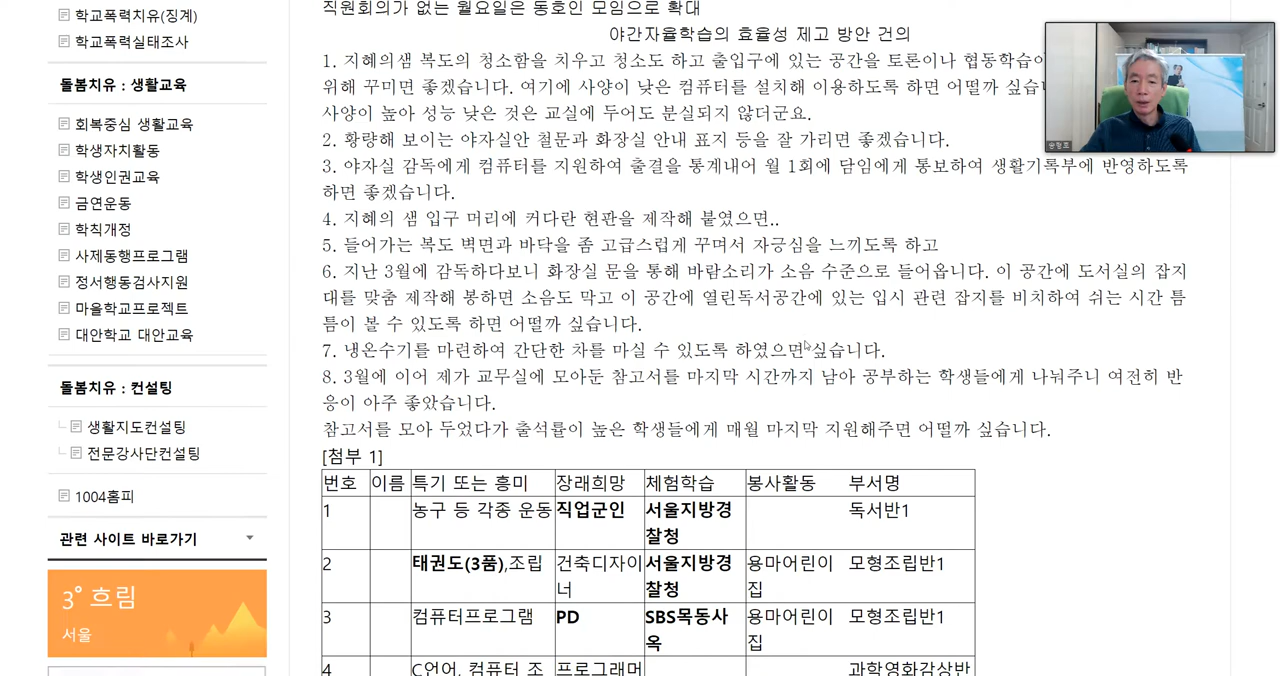 학교폭력치유(징계)
학교폭력실태조사
돌봄치유 : 생활교육
회복중심 생활교육
학생자치활동
학생인권교육
금연운동
학칙개정
사제동행프로그램
정서행동검사지원
마을학교프로젝트
대안학교 대안교육
돌봄치유 : 컨설팅
생활지도컨설팅
전문강사단컨설팅
1004홈피
관련 사이트 바로가기
3° 흐림
서울
직원회의가 없는 월요일은 동호인 모임으로 확대
야간자율학습의 효율성 제고 방안 건의
1. 지혜의샘 복도의 청소함을 치우고 청소도 하고 출입구에 있는 공간을 토론이나 협동학습
위해 꾸미면 좋겠습니다. 여기에 사양이 낮은 컴퓨터를 설치해 이용하도록 하면 어떨까 싶습니
사양이 높아 성능 낮은 것은 교실에 두어도 분실되지 않더군요.
2. 황량해 보이는 야자실안 철문과 화장실 안내 표지 등을 잘 가리면 좋겠습니다.
3. 야자실 감독에게 컴퓨터를 지원하여 출결을 통계내어 월 1회에 담임에게 통보하여 생활기록부에 반영하도록
하면 좋겠습니다.
4. 지혜의 샘 입구 머리에 커다란 현판을 제작해 붙였으면..
5. 들어가는 복도 벽면과 바닥을 좀 고급스럽게 꾸며서 자긍심을 느끼도록 하고
6. 지난 3월에 감독하다보니 화장실 문을 통해 바람소리가 소음 수준으로 들어옵니다. 이 공간에 도서실의 잡지
대를 맞춤 제작해 봉하면 소음도 막고 이 공간에 열린독서공간에 있는 입시 관련 잡지를 비치하여 쉬는 시간 틈
틈이 볼 수 있도록 하면 어떨까 싶습니다.
7. 냉온수기를 마련하여 간단한 차를 마실 수 있도록 하였으면 싶습니다.
8. 3월에 이어 제가 교무실에 모아둔 참고서를 마지막 시간까지 남아 공부하는 학생들에게 나눠주니 여전히 반
응이 아주 좋았습니다.
참고서를 모아 두었다가 출석률이 높은 학생들에게 매월 마지막 지원해주면 어떨까 싶습니다.
[첨부 1]
번호 이름 특기 또는 흥미 장래희망 체험학습 봉사활동 부서명
1 농구 등 각종 운동 직업군인 서울지방경 독서반1
찰청
2 태권도(3품),조립 건축디자이 서울지방경 용마어린이 모형조립반1
너 찰청 집
3 컴퓨터프로그램 PD SBS목동사 용마어린이 모형조립반1
옥 집
4 C언어, 컴퓨터 조 프로그래머 과학영화감상반